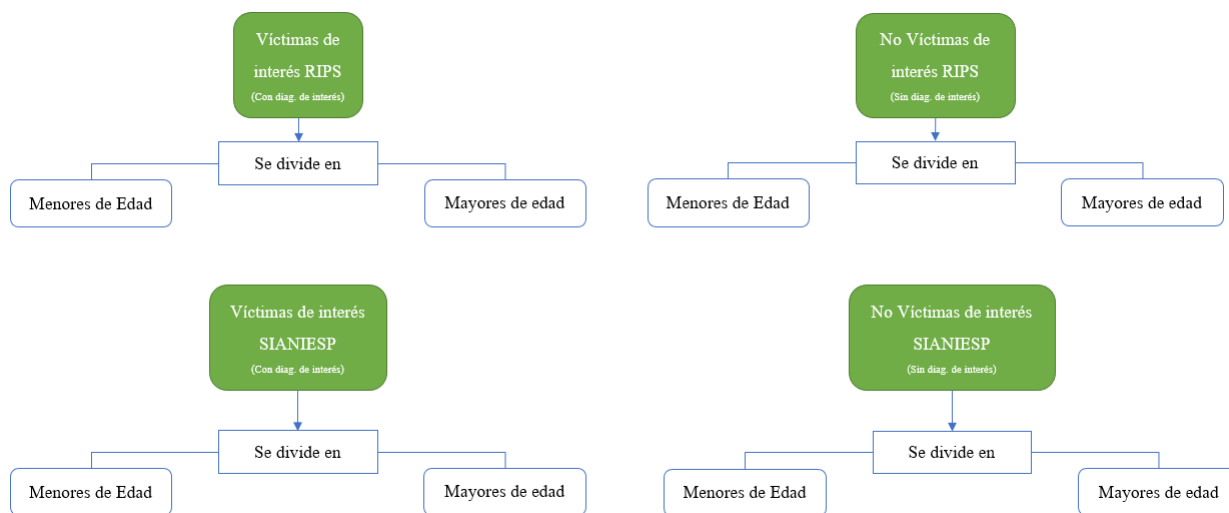 Víctimas de
interés RIPS
(Con diag. de interés)
Se divide en
Menores de Edad
Mayores de edad
No Víctimas de
interés RIPS
(Sin diag. de interés)
Se divide en
Menores de Edad
Mayores de edad
Víctimas de interés
SIANIESP
(Con diag. de interés)
Se divide en
Menores de Edad
Mayores de edad
No Víctimas de interés
SIANIESP
(Sin diag. de interés)
Se divide en
Menores de Edad
Mayores de edad